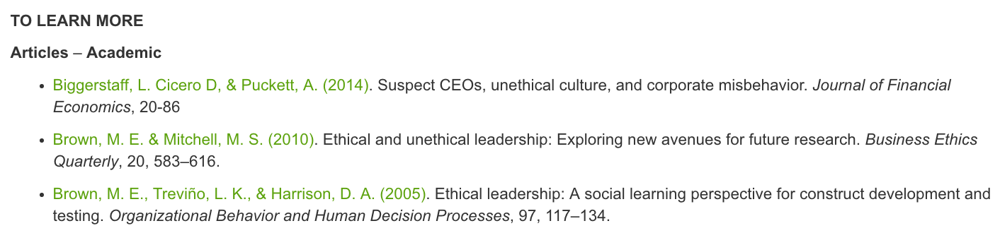 TO LEARN MORE
Articles – Academic
• Biggerstaff, L. Cicero D, & Puckett, A. (2014). Suspect CEOs, unethical culture, and corporate misbehavior. Journal of Financial
Economics, 20-86
• Brown, M. E. & Mitchell, M. S. (2010). Ethical and unethical leadership: Exploring new avenues for future research. Business Ethics
Quarterly, 20, 583–616.
• Brown, M. E., Treviño, L. K., & Harrison, D. A. (2005). Ethical leadership: A social learning perspective for construct development and
testing. Organizational Behavior and Human Decision Processes, 97, 117–134.